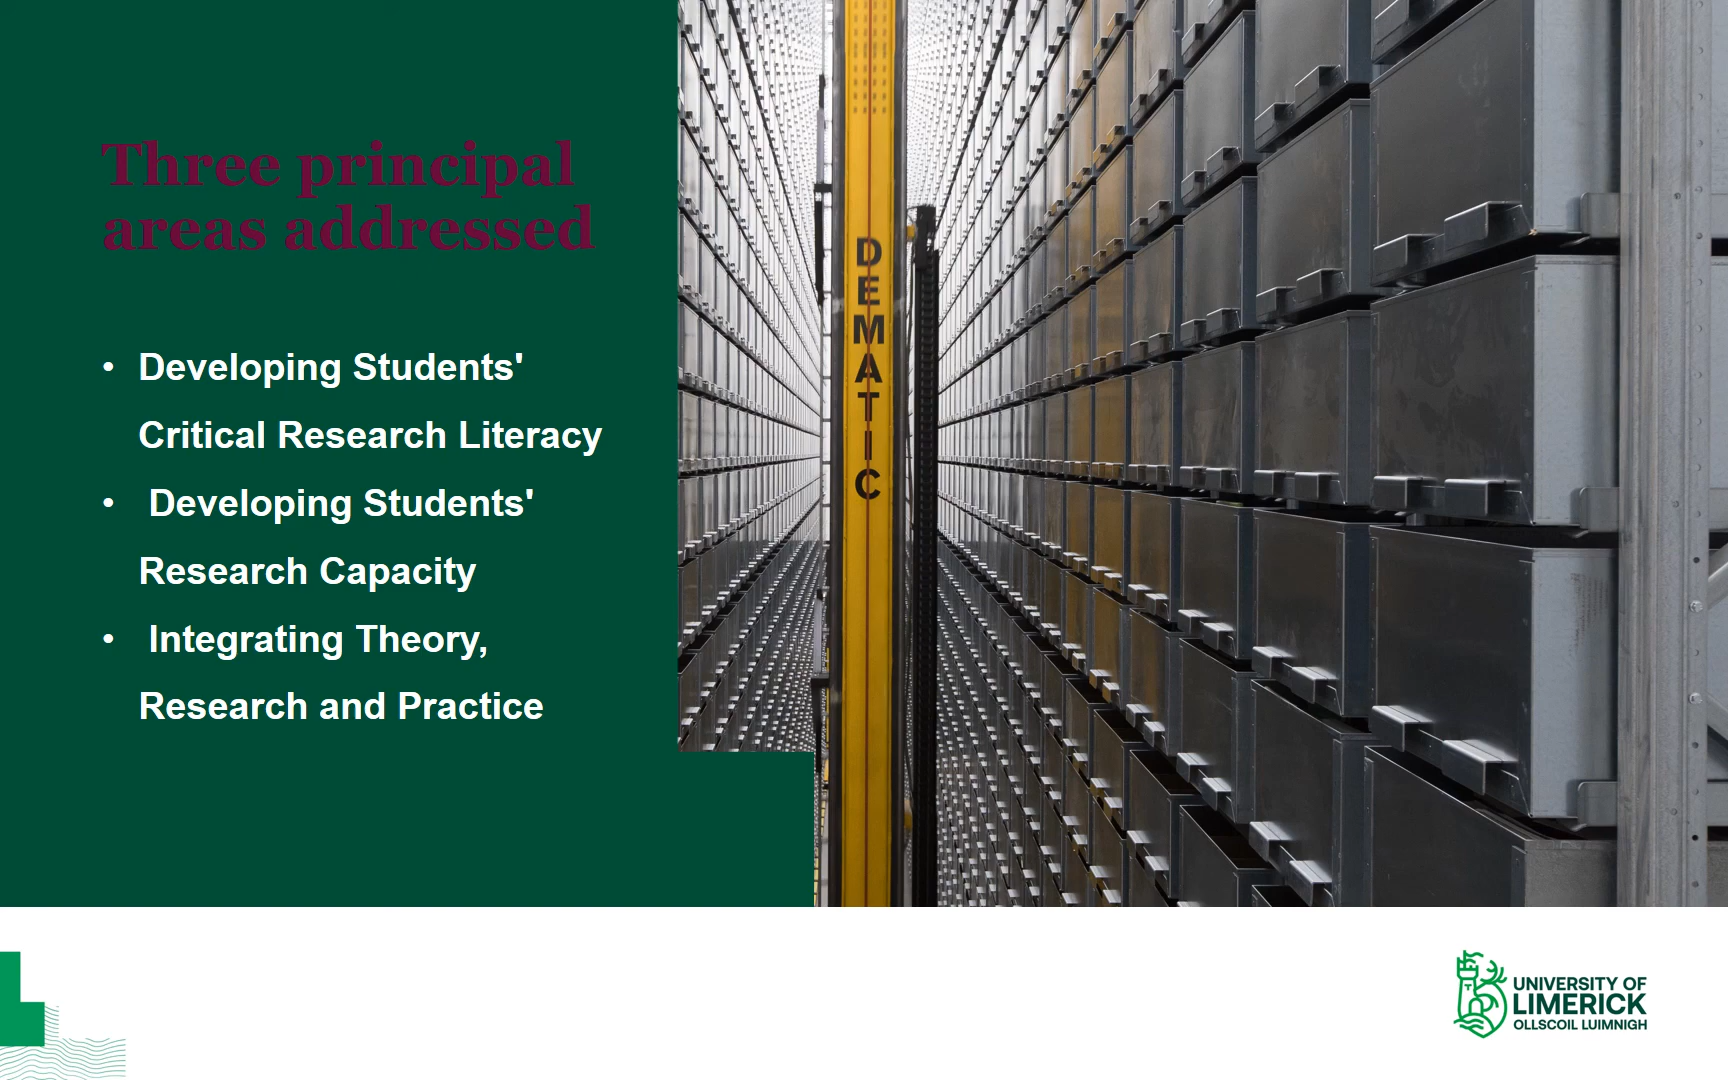 Three principal
areas addressed
• Developing Students'
Critical Research Literacy
• Developing Students'
Research Capacity
• Integrating Theory,
Research and Practice
DEMATIC
UNIVERSITY OF
LIMERICK
OLLSCOIL LUIMNIGH